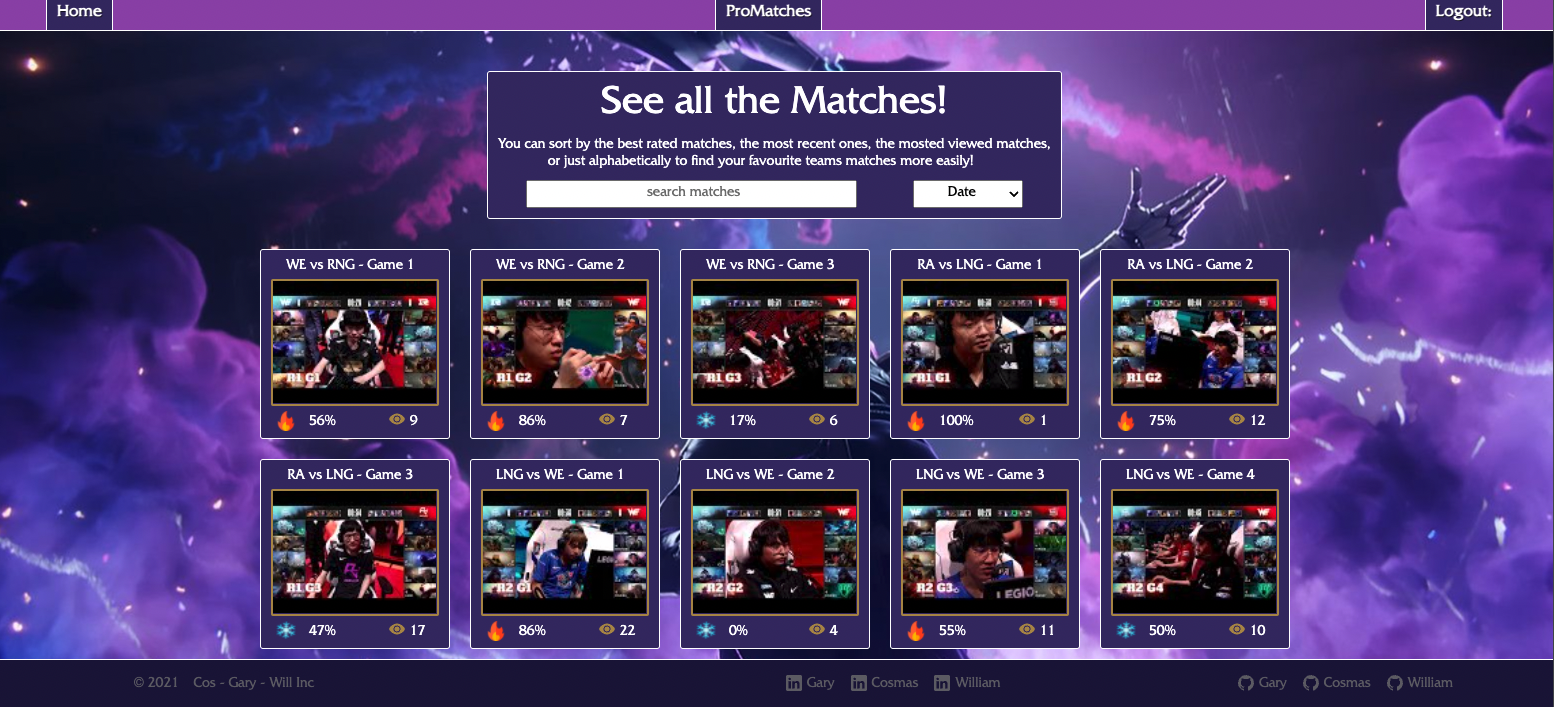 Home
ProMatches
Logout:
See all the Matches!
You can sort by the best rated matches, the most recent ones, the mosted viewed matches,
or just alphabetically to find your favourite teams matches more easily!
search matches
Date
WE vs RNG - Game 1
WE vs RNG - Game 2
WE vs RNG - Game 3
RA vs LNG - Game 1
RA vs LNG - Game 2
R1 G1
R1 G2
R1 G3
R1 G1
R1 G2
56% 9
86% 7
17% 6
100% 1
75% 12
RA vs LNG - Game 3
LNG vs WE - Game 1
LNG vs WE - Game 2
LNG vs WE - Game 3
LNG vs WE - Game 4
R1 G3
R2 G1
R2 G2
R2 G3
R2 G4
47% 17
86% 22
0% 4
55% 11
50% 10
© 2021 Cos - Gary - Will Inc
Gary Cosmas William
Gary Cosmas William